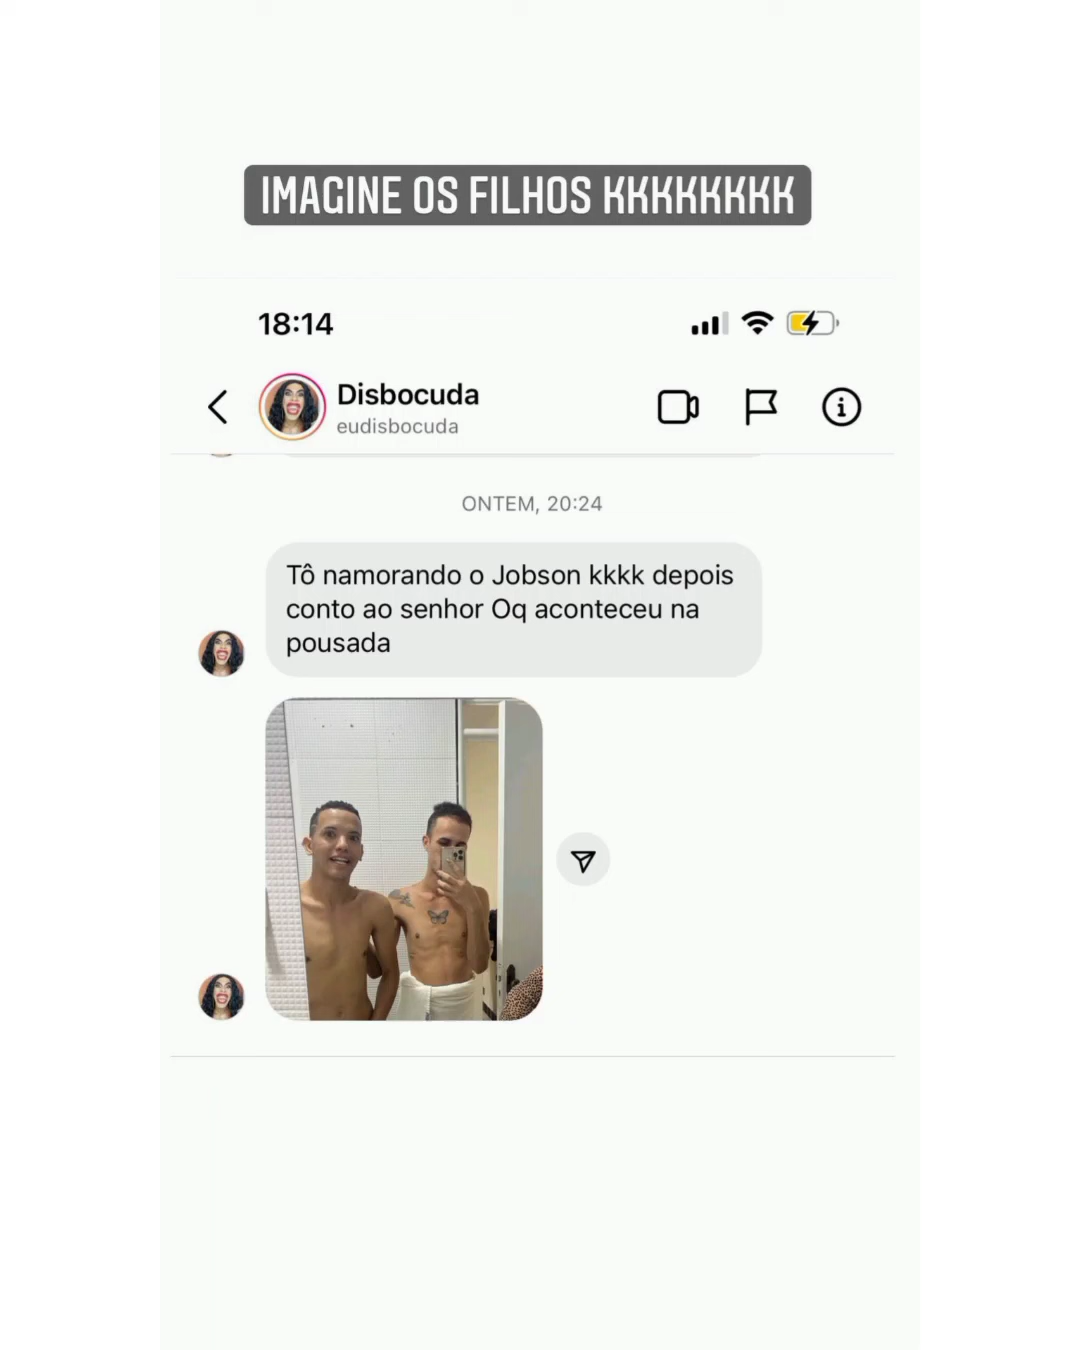 IMAGINE OS FILHOS KKKKKKKK
18:14
Disbocuda
eudisbocuda
ONTEM, 20:24
Tô namorando o Jobson kkkk depois
conto ao senhor Oq aconteceu na
pousada